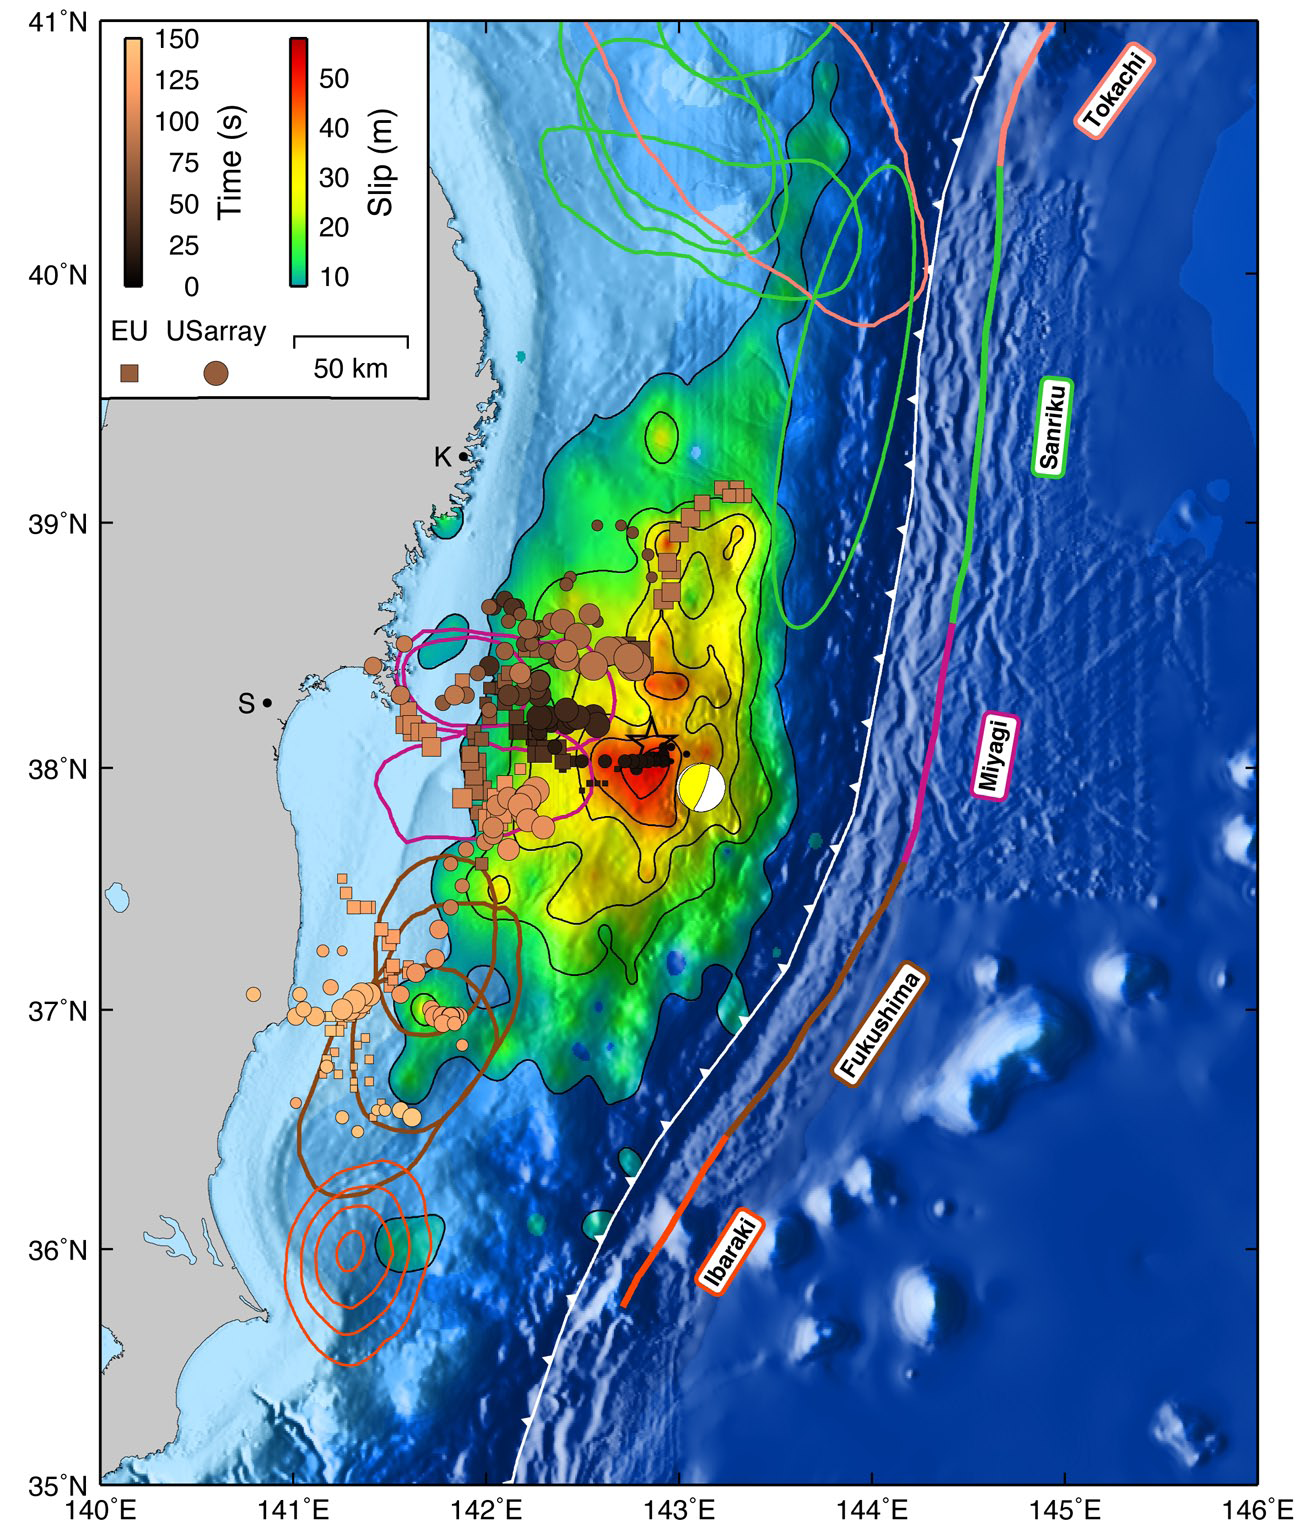 41˚N
40˚N
39˚N
38˚N
37˚N
36˚N
35˚N
150
125
100
75
50
25
0
Time (s)
50
40
30
20
10
Slip (m)
EU USarray
50 km
K
S
Tokachi
Sanriku
Miyagi
Fukushima
Ibaraki
140˚E 141˚E 142˚E 143˚E 144˚E 145˚E 146˚E